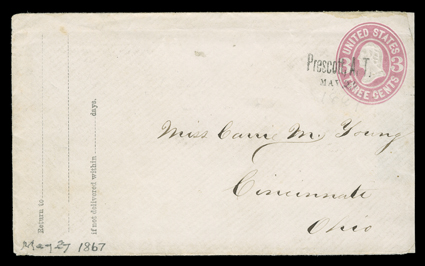 UNITED STATES
3 3
THREE CENTS
Prescott, A.T.
MAY
Miss Carrie M. Young
Cincinnati
Ohio
Return to
if not delivered within days.
May 27 1867